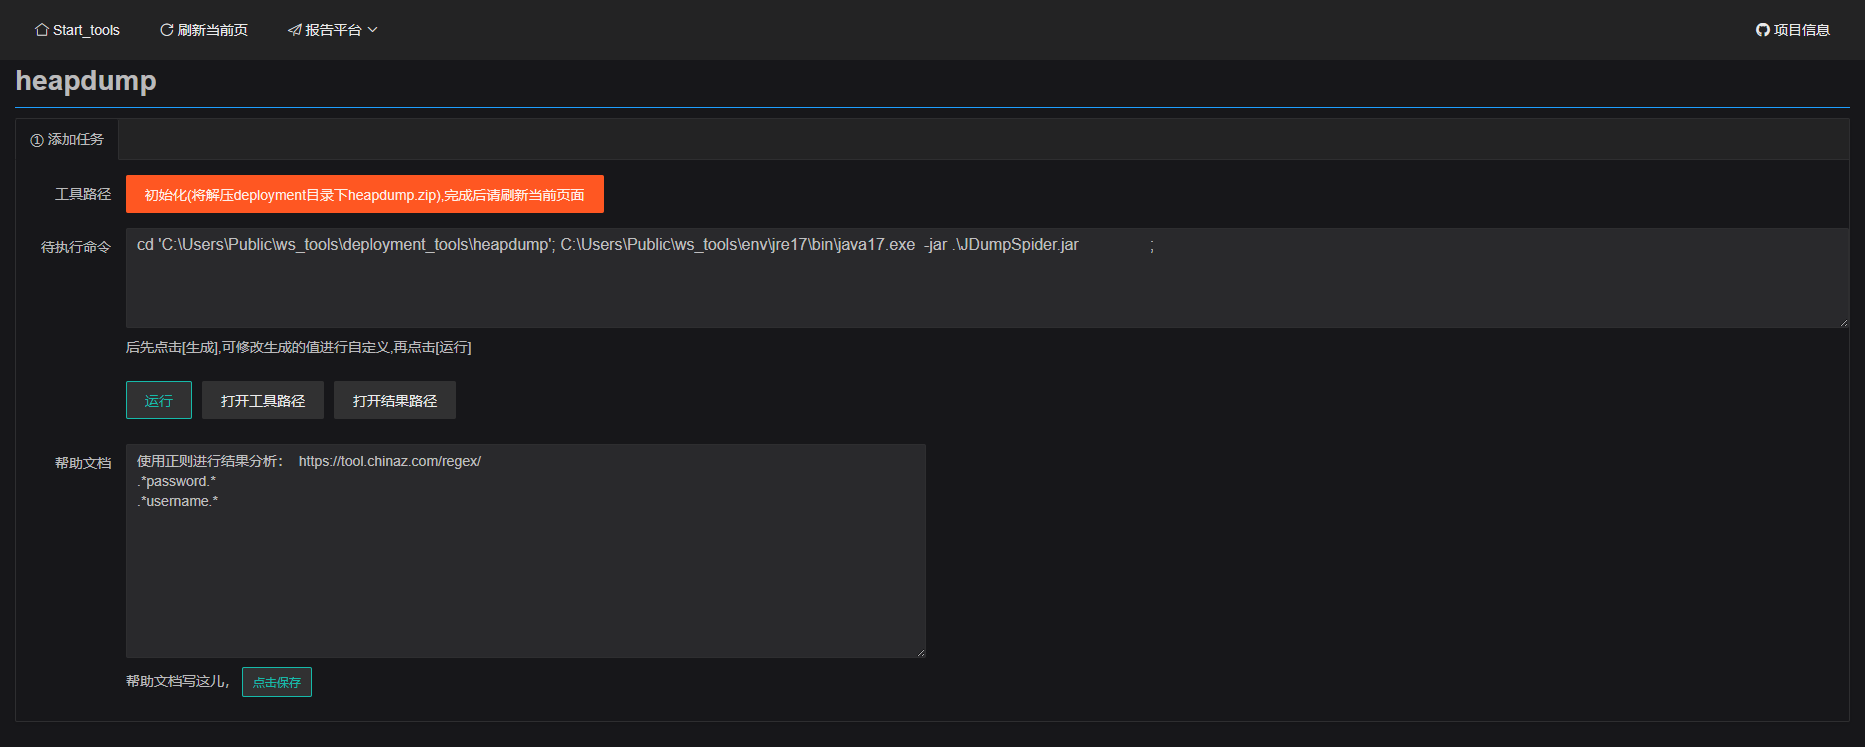 Start_tools 刷新当前页 报告平台 项目信息
heapdump
① 添加任务
工具路径 初始化(将解压deployment目录下heapdump.zip),完成后请刷新当前页面
待执行命令 cd 'C:\Users\Public\ws_tools\deployment_tools\heapdump'; C:\Users\Public\ws_tools\env\jre17\bin\java17.exe  -jar .\JDumpSpider.jar                 ;
后先点击[生成],可修改生成的值进行自定义,再点击[运行]
运行 打开工具路径 打开结果路径
帮助文档 使用正则进行结果分析：  https://tool.chinaz.com/regex/
.*password.*
.*username.*
帮助文档写这儿， 点击保存